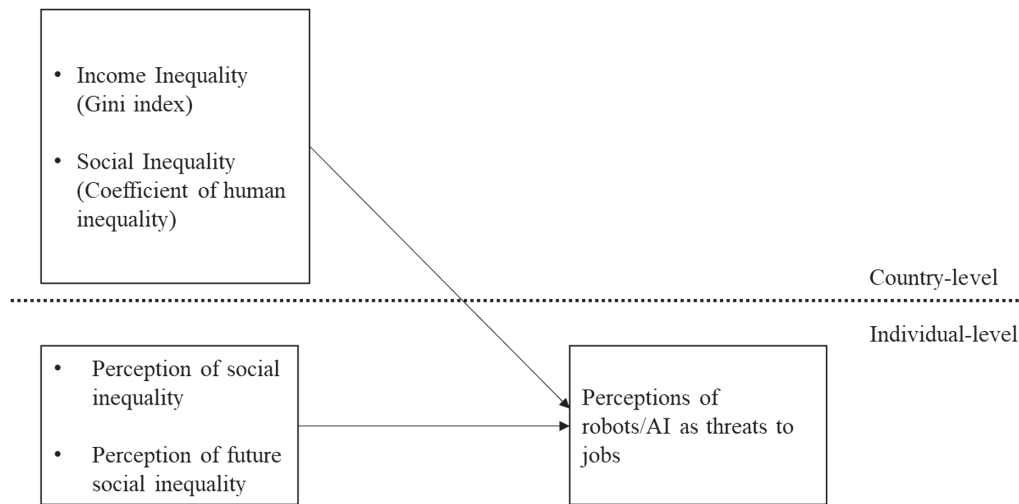 • Income Inequality
(Gini index)
• Social Inequality
(Coefficient of human
inequality)
Country-level
Individual-level
• Perception of social
inequality
• Perception of future
social inequality
Perceptions of
robots/AI as threats to
jobs